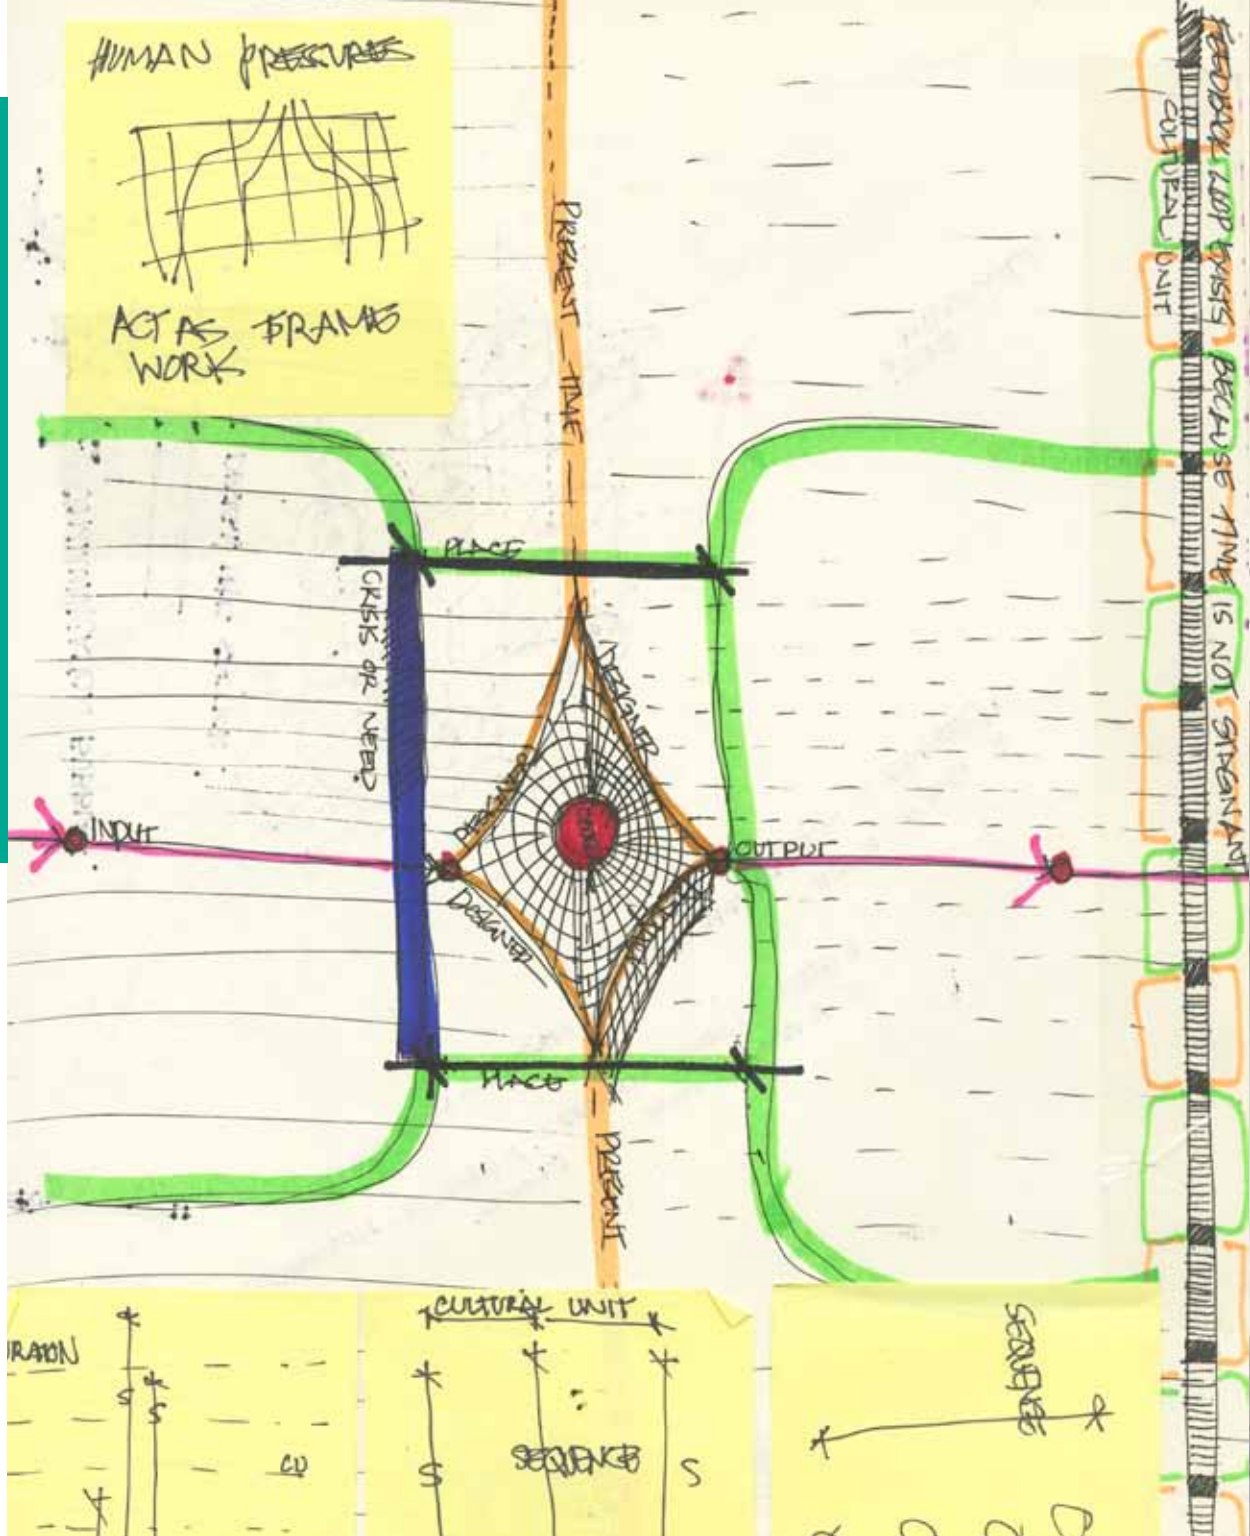 HUMAN PRESSURES
ACT AS FRAME
WORK
PRESENT TIME
CULTURAL UNIT
FEEDBACK LOOP EXISTS BECAUSE TIME IS NOT STAGNANT
PLACE
CRISIS OR NEED
DESIGNER
DESIGNER
INPUT
OUTPUT
DESIGNER
PLACE
PRESENT
CULTURAL UNIT
SEQUENCE
S
S
CU
S
SEQUENCE
S